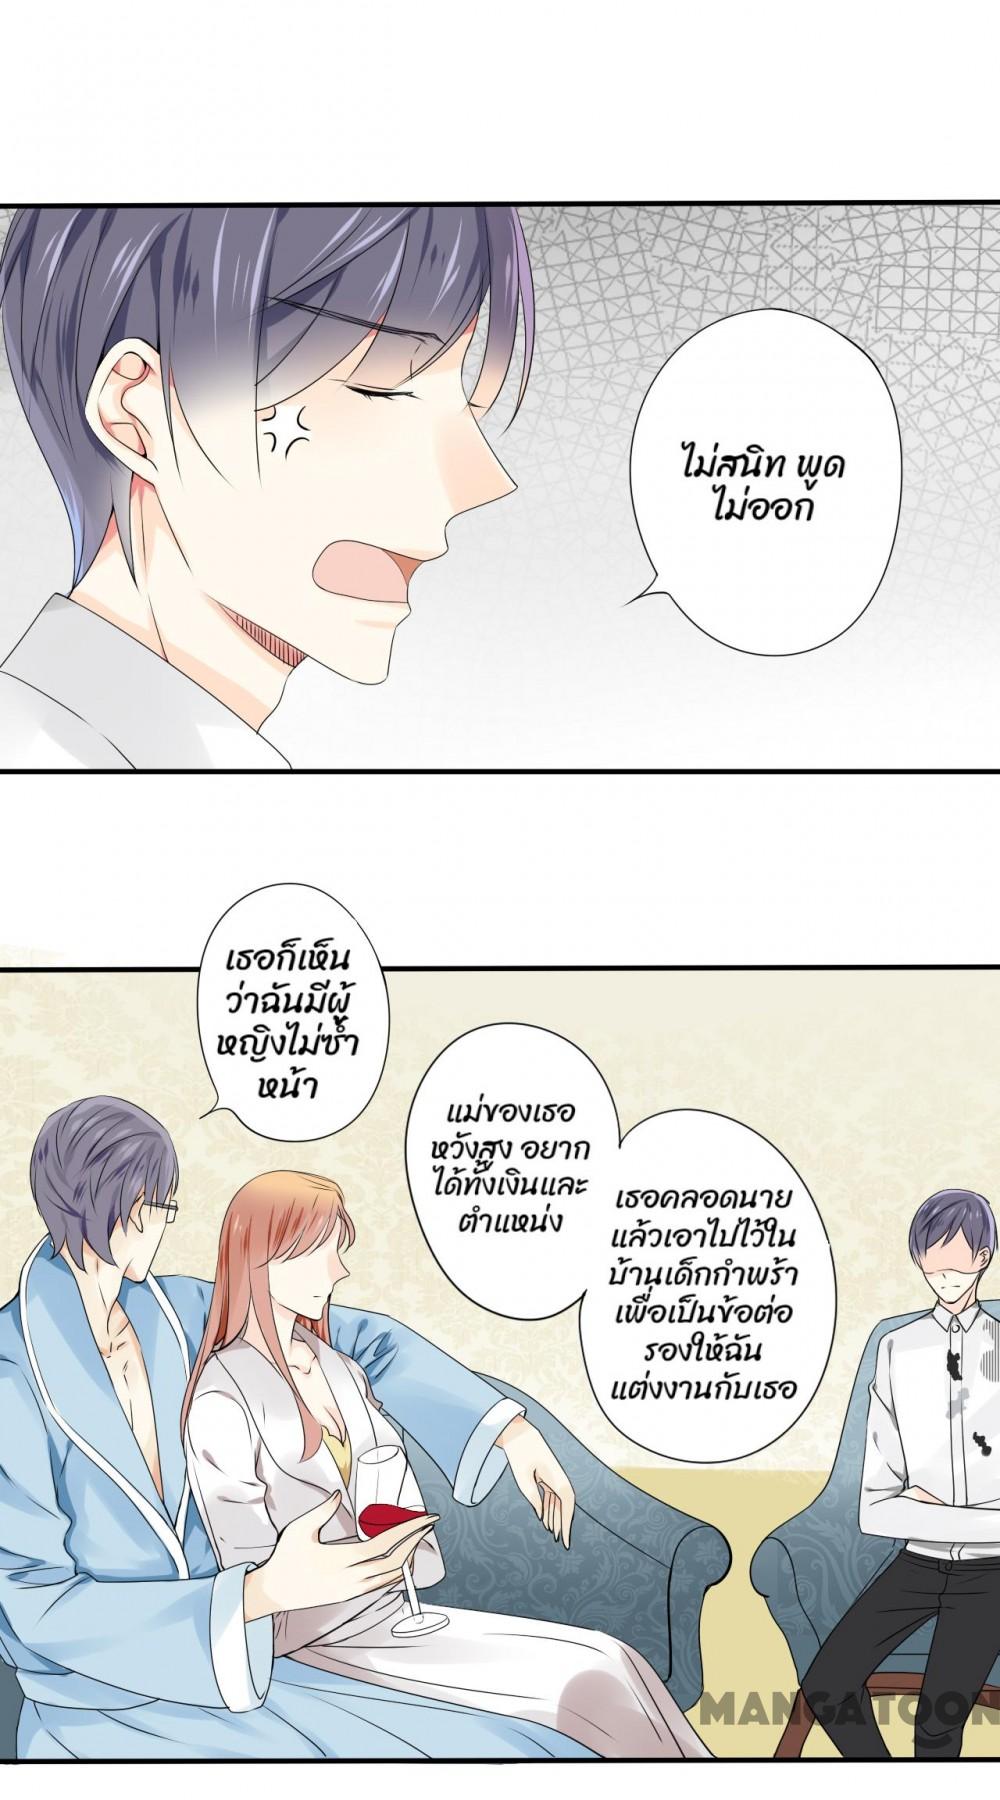 ไม่สนิท พูด
ไม่ออก
เธอก็เห็น
ว่าฉันมีผู้
หญิงไม่ซ้ำ
หน้า
แม่ของเธอ
หวังสูง อยาก
ได้ทั้งเงินและ
ตำแหน่ง
เธอคลอดนาย
แล้วเอาไปไว้ใน
บ้านเด็กกำพร้า
เพื่อเป็นข้อต่อ
รองให้ฉัน
แต่งงานกับเธอ
MANGATOON